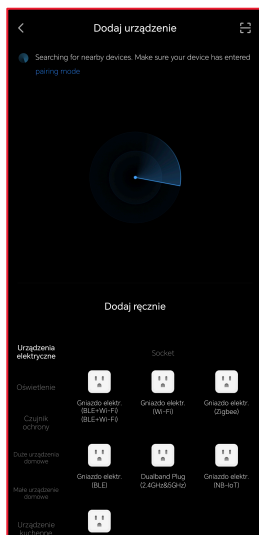 Dodaj urządzenie
Searching for nearby devices. Make sure your device has entered
pairing mode
Dodaj ręcznie
Urządzenia
elektryczne
Socket
Oświetlenie
Gniazdo elektr.
(BLE+Wi-Fi)
(BLE+Wi-Fi)
Gniazdo elektr.
(Wi-Fi)
Gniazdo elektr.
(Zigbee)
Czujnik
ochrony
Duże urządzenia
domowe
Gniazdo elektr.
(BLE)
Dualband Plug
(2.4GHz&5GHz)
Gniazdo elektr.
(NB-IoT)
Małe urządzenia
domowe
Urządzenie
kuchenne